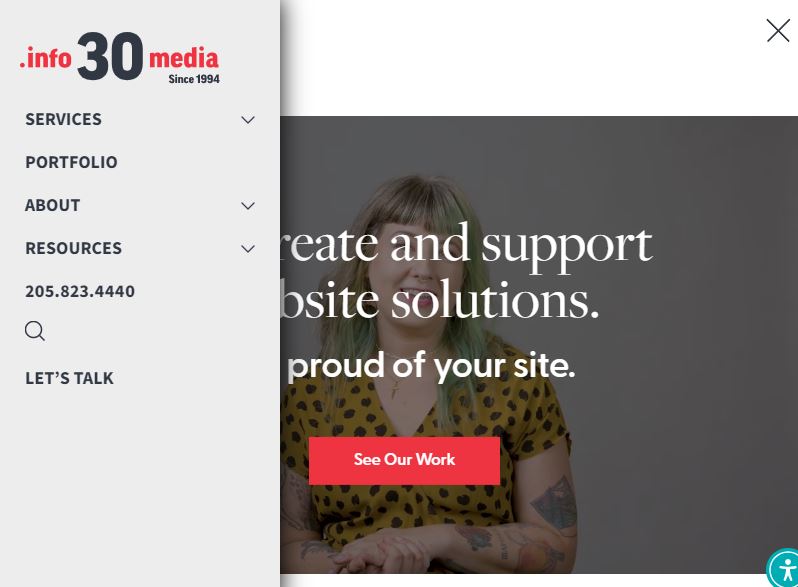 .info 30 media
Since 1994
SERVICES
PORTFOLIO
ABOUT
RESOURCES
205.823.4440
LET'S TALK
reate and support
bsite solutions.
proud of your site.
See Our Work